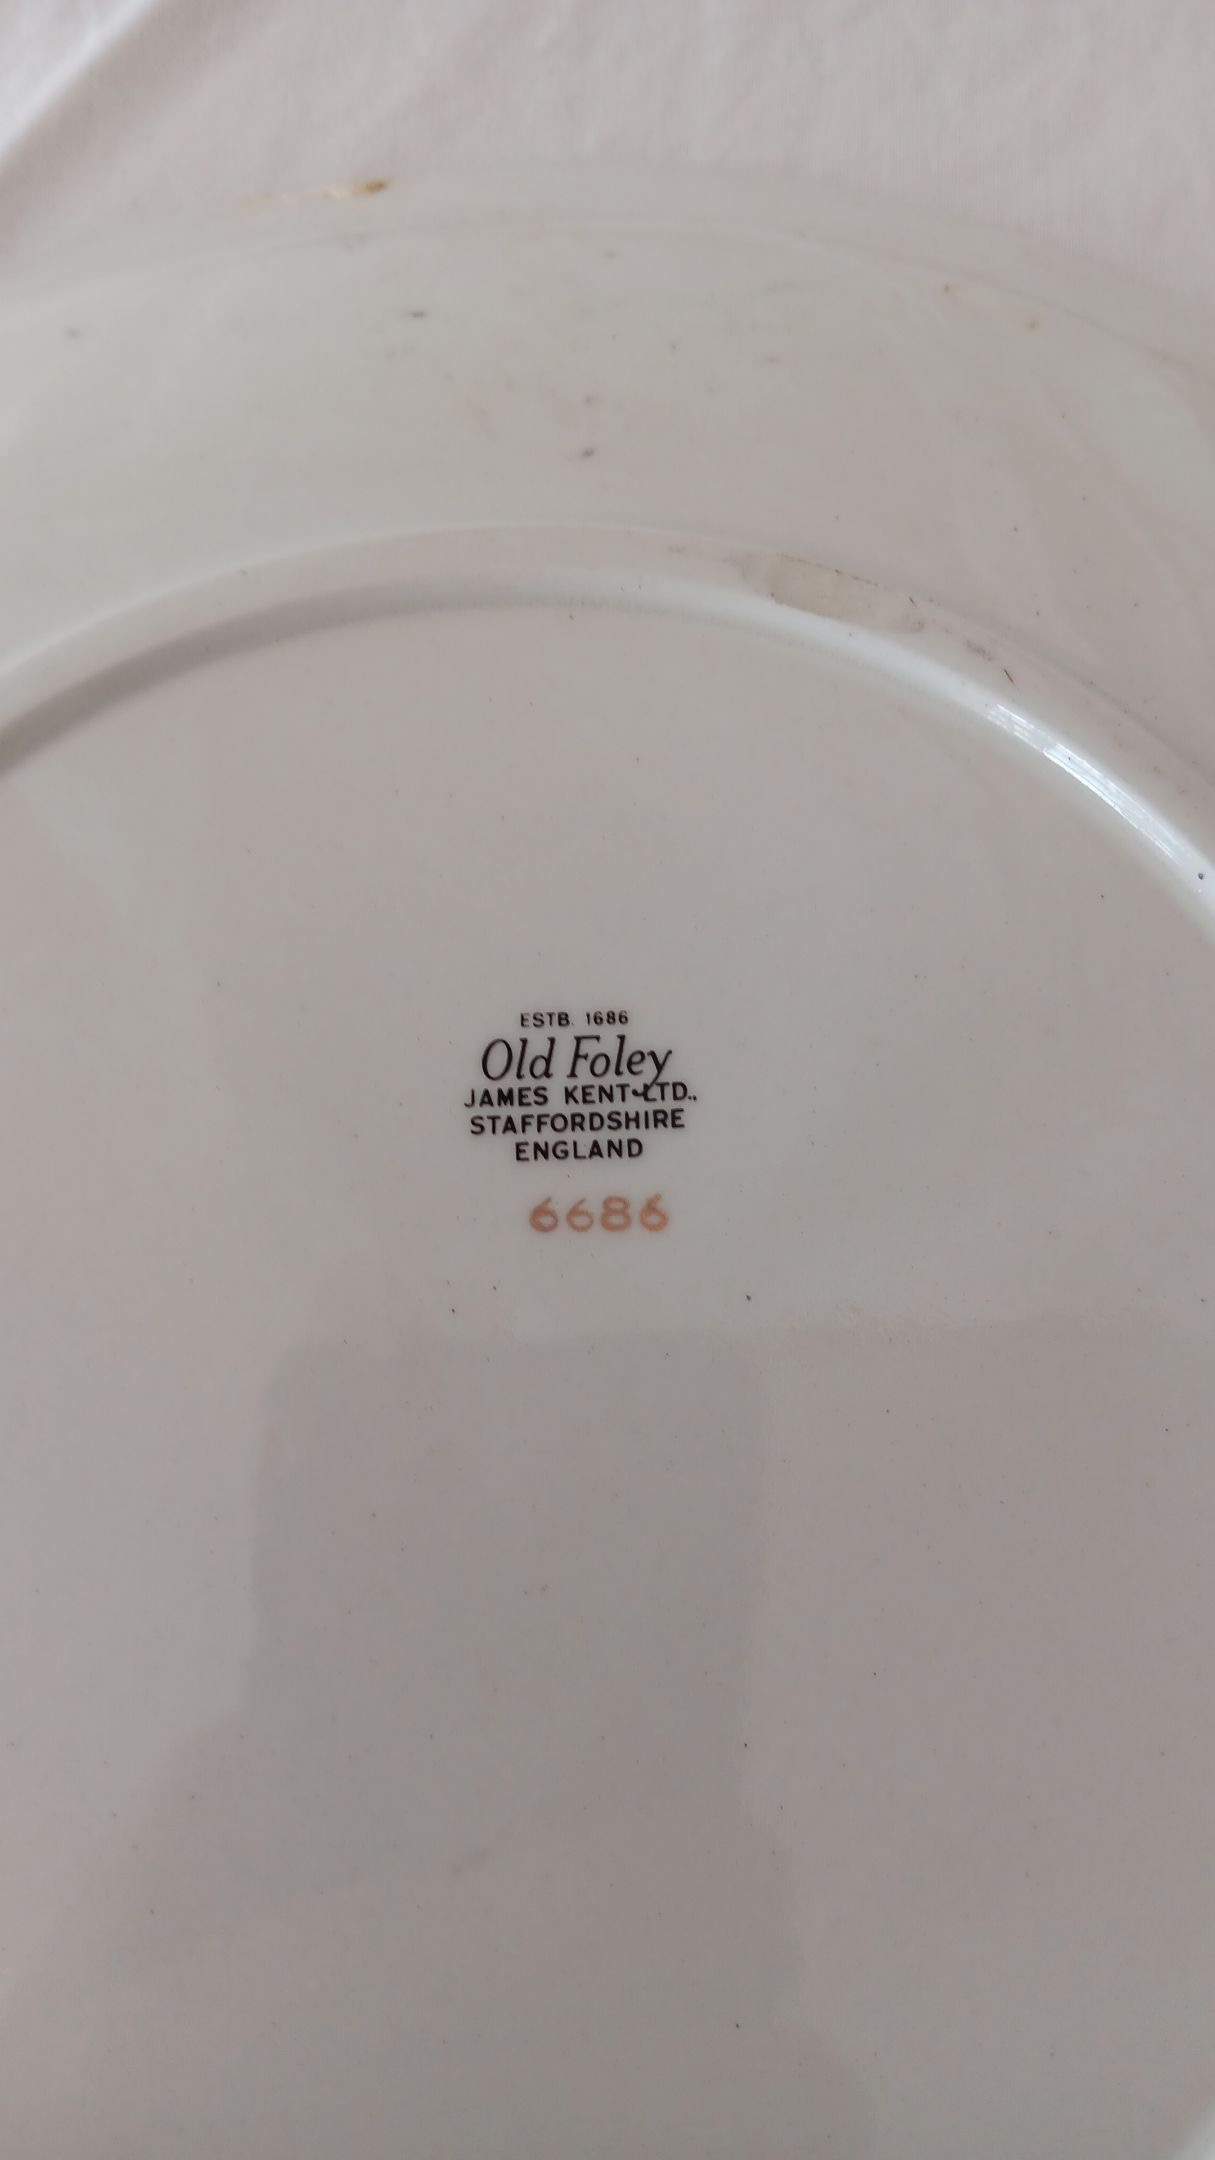 ESTB. 1686
Old Foley
JAMES KENT LTD.,
STAFFORDSHIRE
ENGLAND
6686